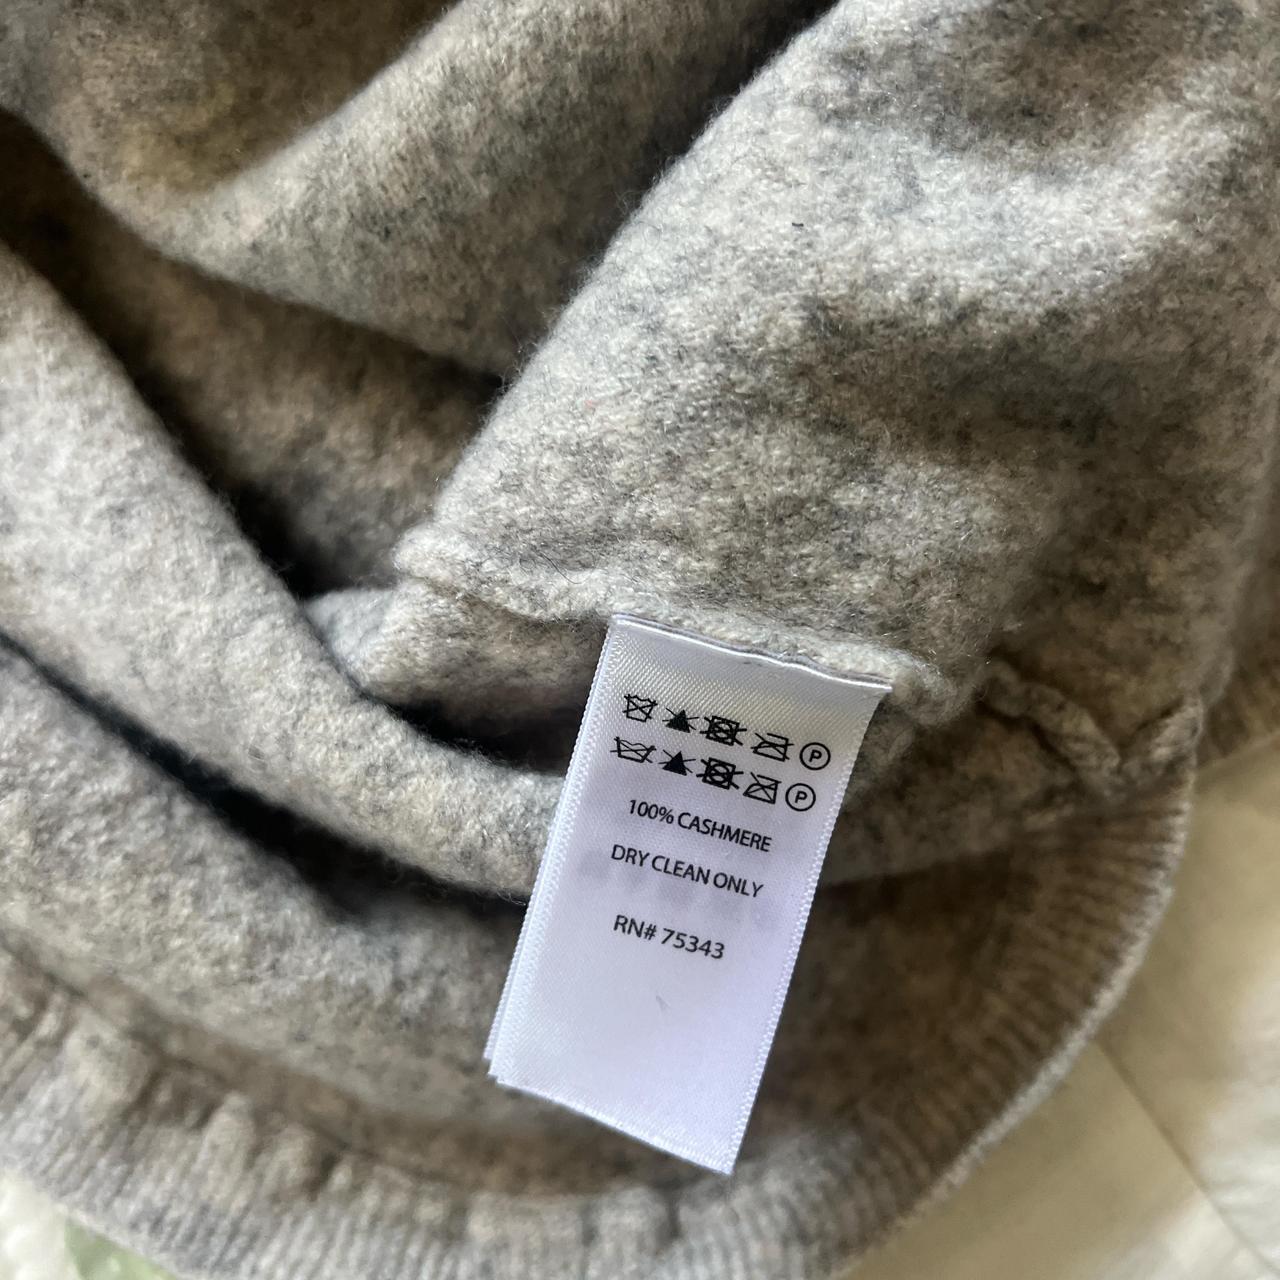 P
P
100% CASHMERE
DRY CLEAN ONLY
RN# 75343